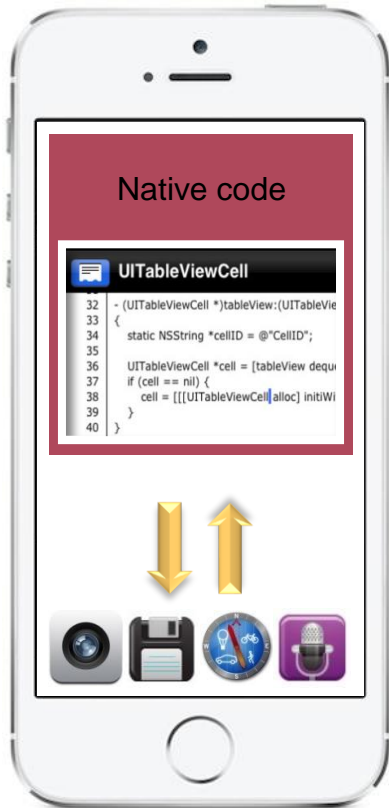 Native code
UITableViewCell
32 - (UITableViewCell *)tableView:(UITableVie
33 {
34 static NSString *cellID = @"CellID";
35
36 UITableViewCell *cell = [tableView dequ
37 if (cell == nil) {
38 cell = [[[UITableViewCell alloc] initWi
39 }
40 }
N
E
S
W